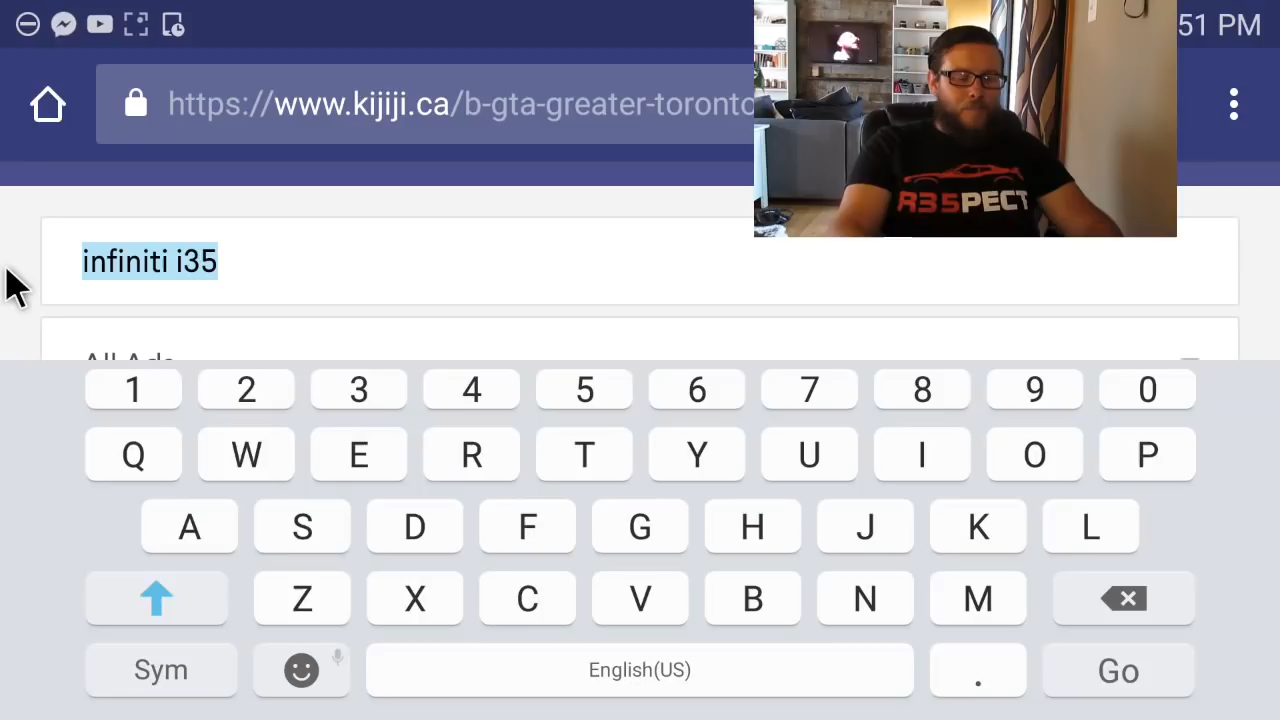 51 PM
https://www.kijiji.ca/b-gta-greater-toronto
R35PECT
infiniti i35
1 2 3 4 5 6 7 8 9 0
Q W E R T Y U I O P
A S D F G H J K L
Z X C V B N M
Sym English(US) . Go